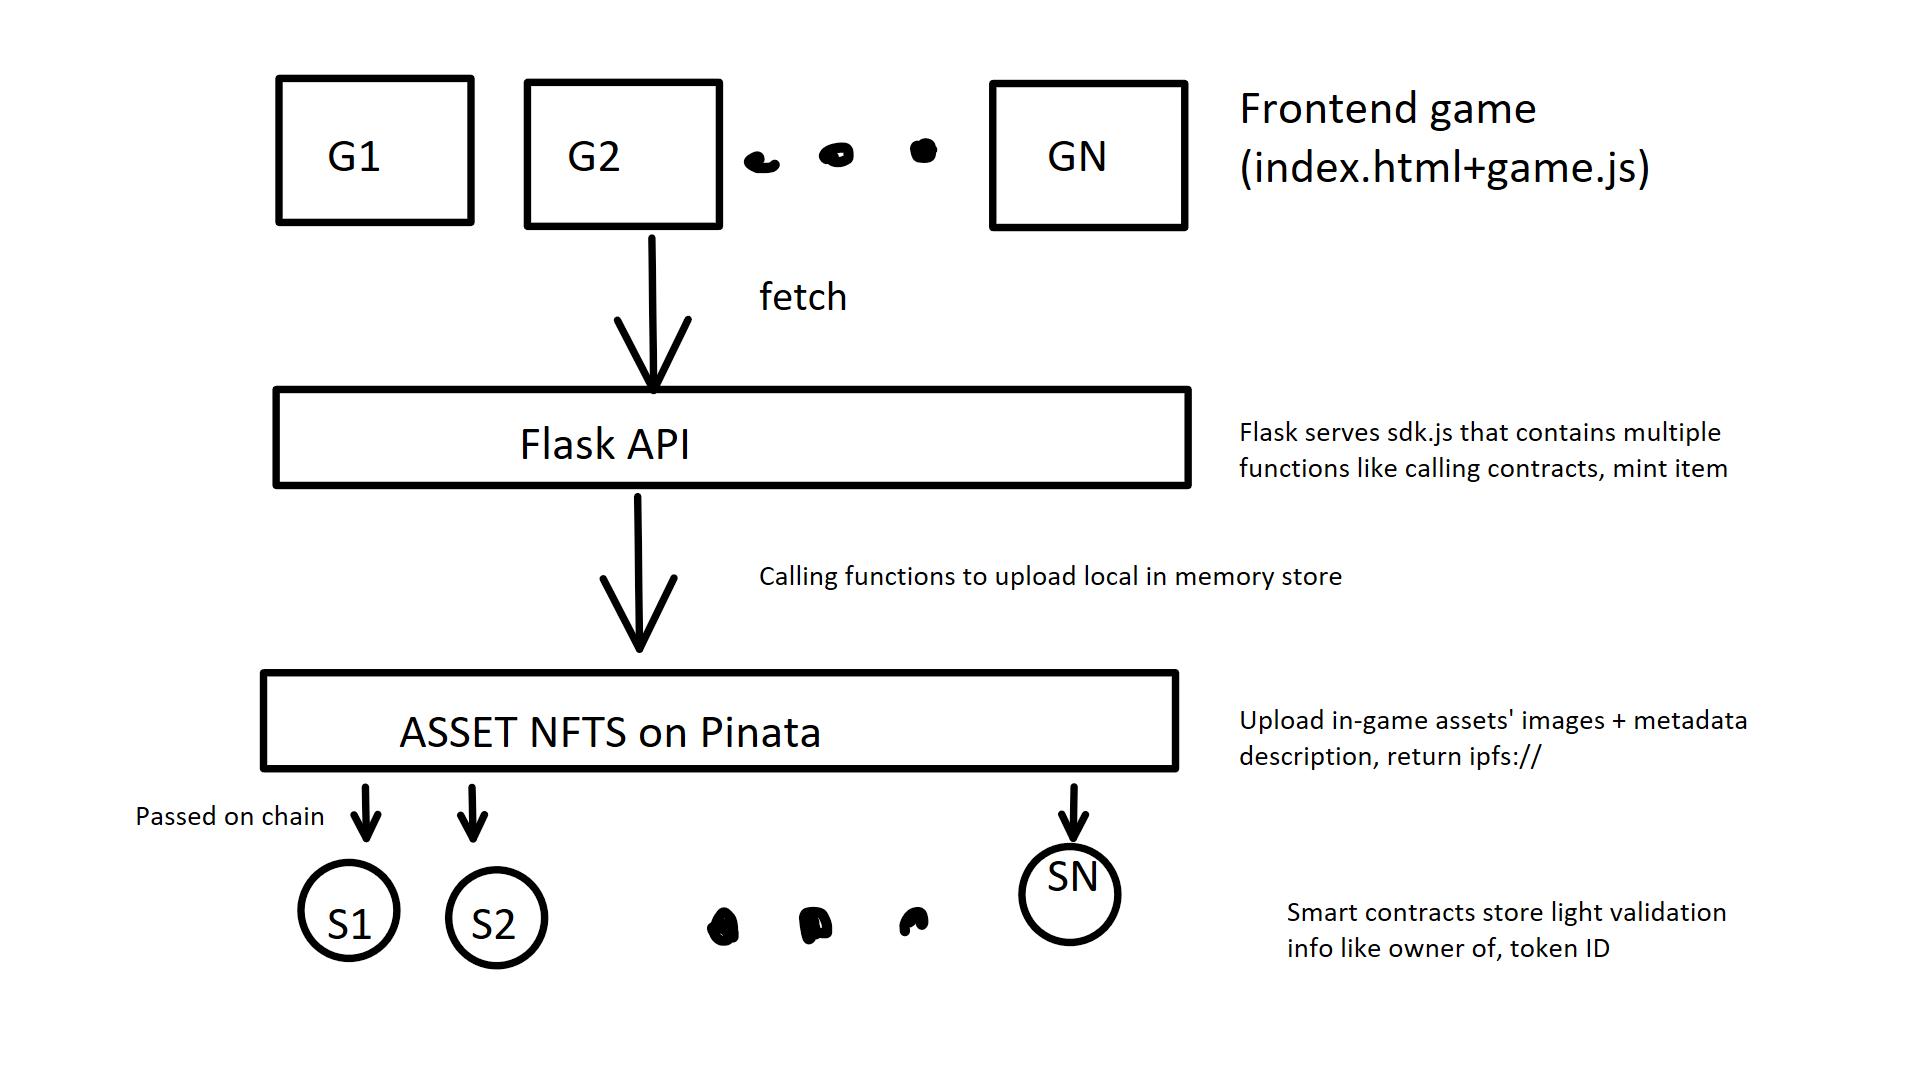 G1
G2
GN
Frontend game
(index.html+game.js)
fetch
Flask API
Flask serves sdk.js that contains multiple
functions like calling contracts, mint item
Calling functions to upload local in memory store
ASSET NFTS on Pinata
Upload in-game assets' images + metadata
description, return ipfs://
Passed on chain
S1
S2
SN
Smart contracts store light validation
info like owner of, token ID